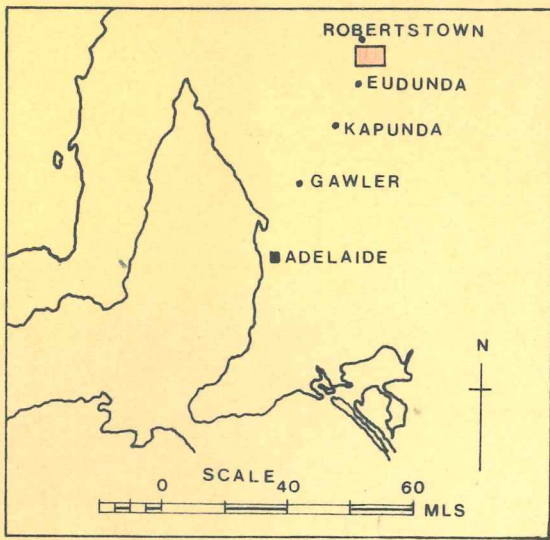 ROBERTSTOWN
EUDUNDA
KAPUNDA
GAWLER
ADELAIDE
N
SCALE
0 40 60
MLS